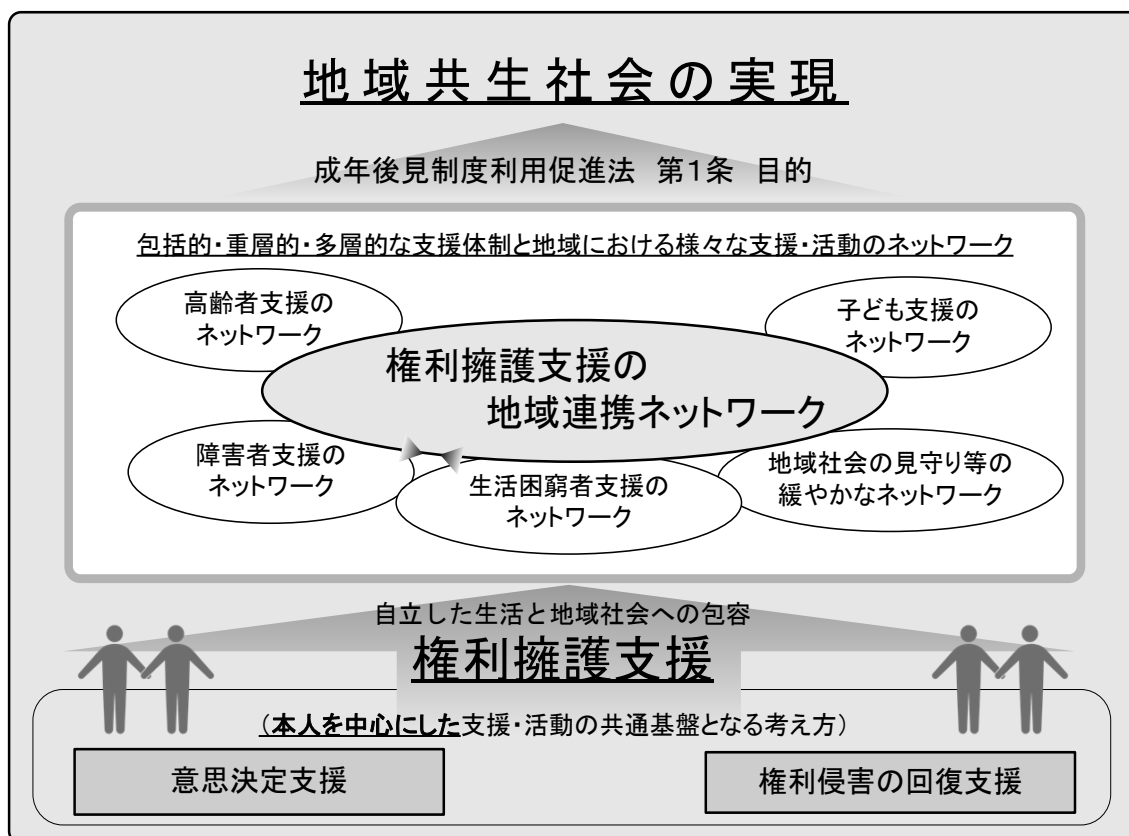 地域共生社会の実現
成年後見制度利用促進法　第１条　目的
包括的・重層的・多層的な支援体制と地域における様々な支援・活動のネットワーク
高齢者支援の
ネットワーク
子ども支援の
ネットワーク
権利擁護支援の
地域連携ネットワーク
障害者支援の
ネットワーク
生活困窮者支援の
ネットワーク
地域社会の見守り等の
緩やかなネットワーク
自立した生活と地域社会への包容
権利擁護支援
（本人を中心にした支援・活動の共通基盤となる考え方）
意思決定支援
権利侵害の回復支援